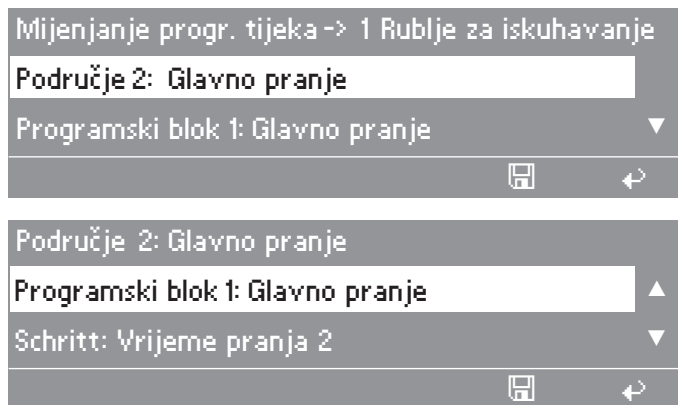 Mijenjanje progr. tijeka -> 1 Rublje za iskuhavanje
Područje 2: Glavno pranje
Programski blok 1: Glavno pranje
Područje 2: Glavno pranje
Programski blok 1: Glavno pranje
Schritt: Vrijeme pranja 2